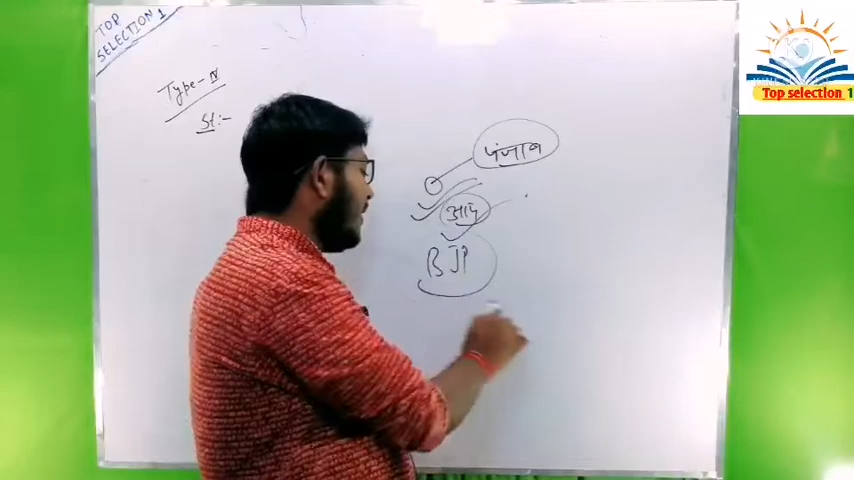 TOP
SELECTION 1
Type-IV
St:-
पंजाब
आप
BJP
Top selection 1